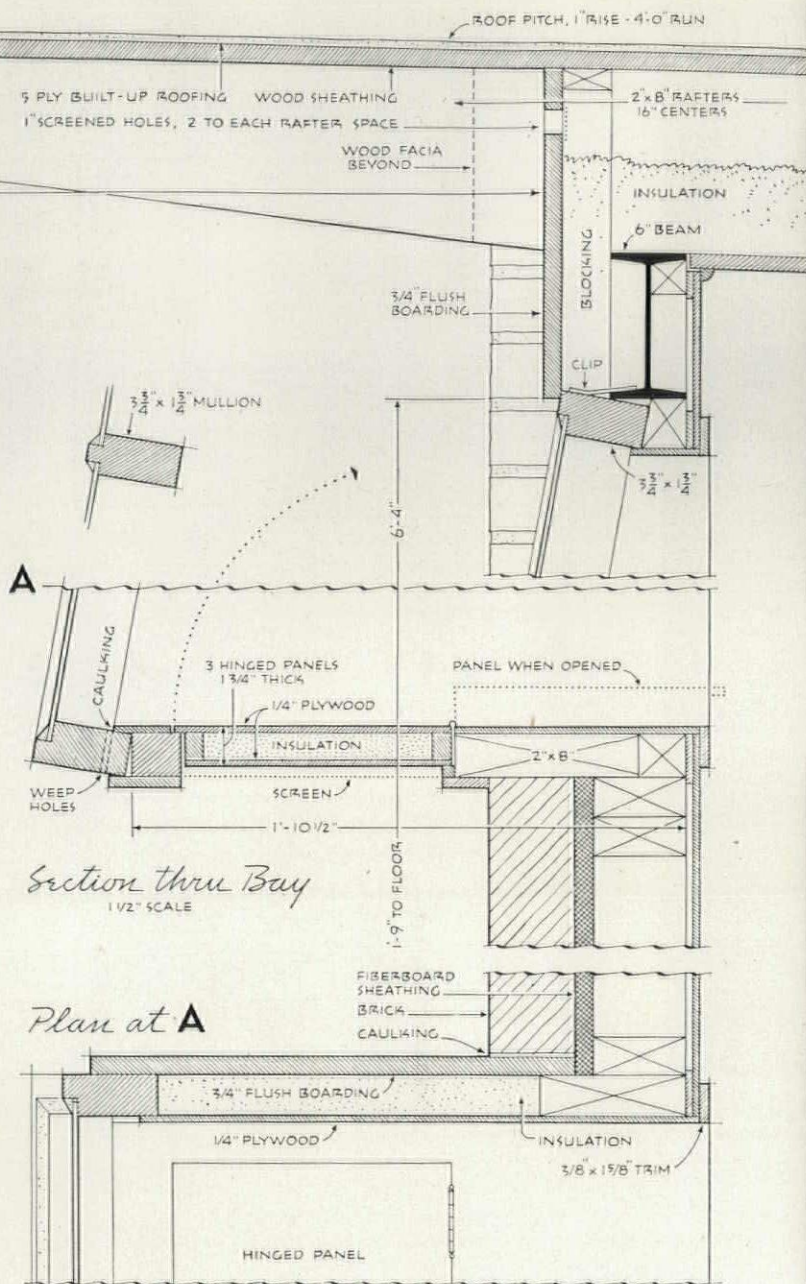 ROOF PITCH, 1" RISE - 4'-0" RUN
5 PLY BUILT-UP ROOFING
WOOD SHEATHING
2" x 8" RAFTERS
16" CENTERS
1" SCREENED HOLES, 2 TO EACH RAFTER SPACE
WOOD FACIA
BEYOND
INSULATION
6" BEAM
BLOCKING
3/4" FLUSH
BOARDING
CLIP
3 3/4" x 1 3/4" MULLION
3 3/4" x 1 3/4"
6'-4"
A
CAULKING
3 HINGED PANELS
1 3/4" THICK
PANEL WHEN OPENED
1/4" PLYWOOD
INSULATION
2" x 8"
WEEP
HOLES
SCREEN
1'-10 1/2"
Section thru Bay
1 1/2" SCALE
1'-9" TO FLOOR
FIBERBOARD
SHEATHING
BRICK
CAULKING
Plan at A
3/4" FLUSH BOARDING
1/4" PLYWOOD
INSULATION
3/8" x 1 5/8" TRIM
HINGED PANEL